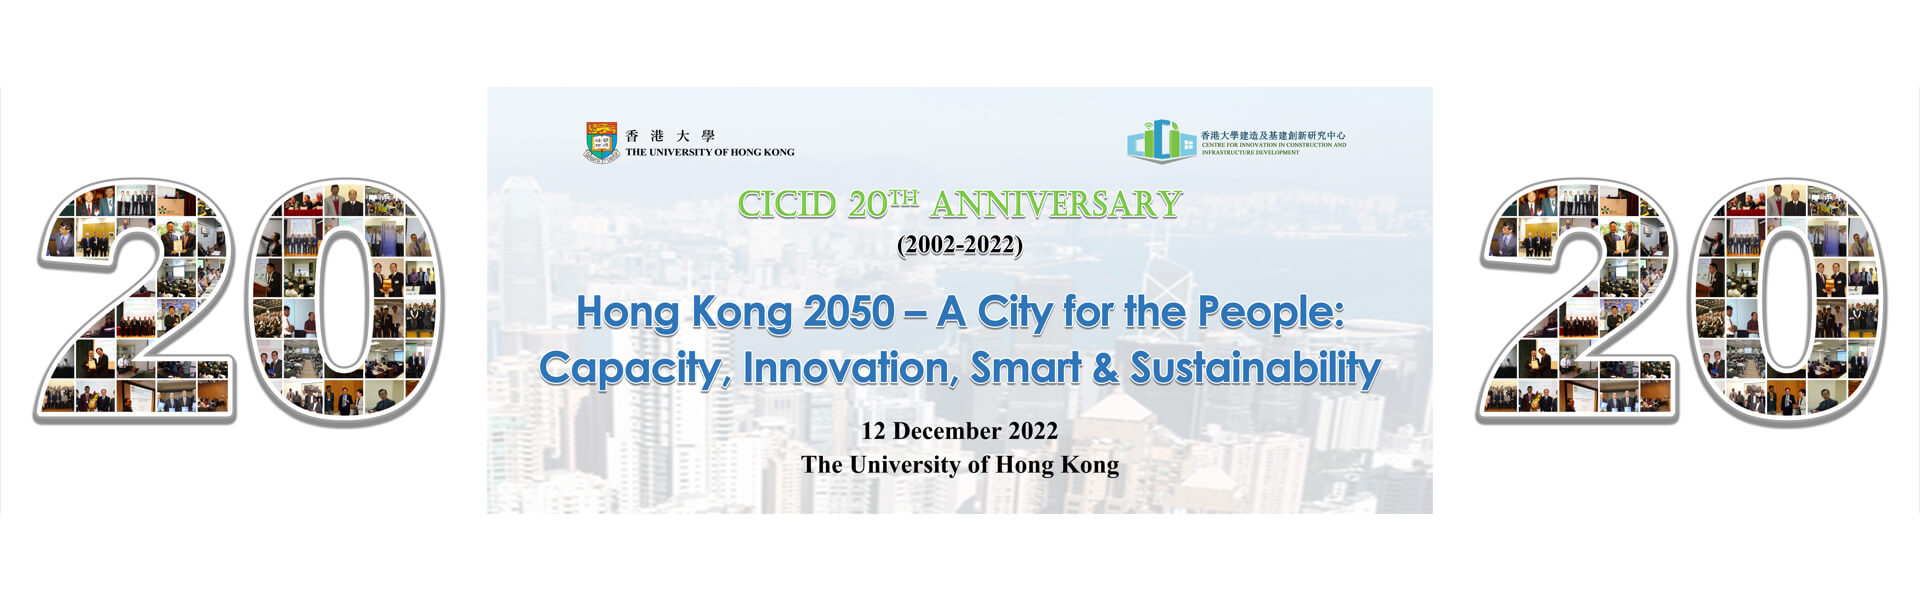 20
香港大學
THE UNIVERSITY OF HONG KONG
香港大學建造及基建創新研究中心
CENTRE FOR INNOVATION IN CONSTRUCTION AND
INFRASTRUCTURE DEVELOPMENT
CICID 20TH ANNIVERSARY
(2002-2022)
Hong Kong 2050 – A City for the People:
Capacity, Innovation, Smart & Sustainability
12 December 2022
The University of Hong Kong
20